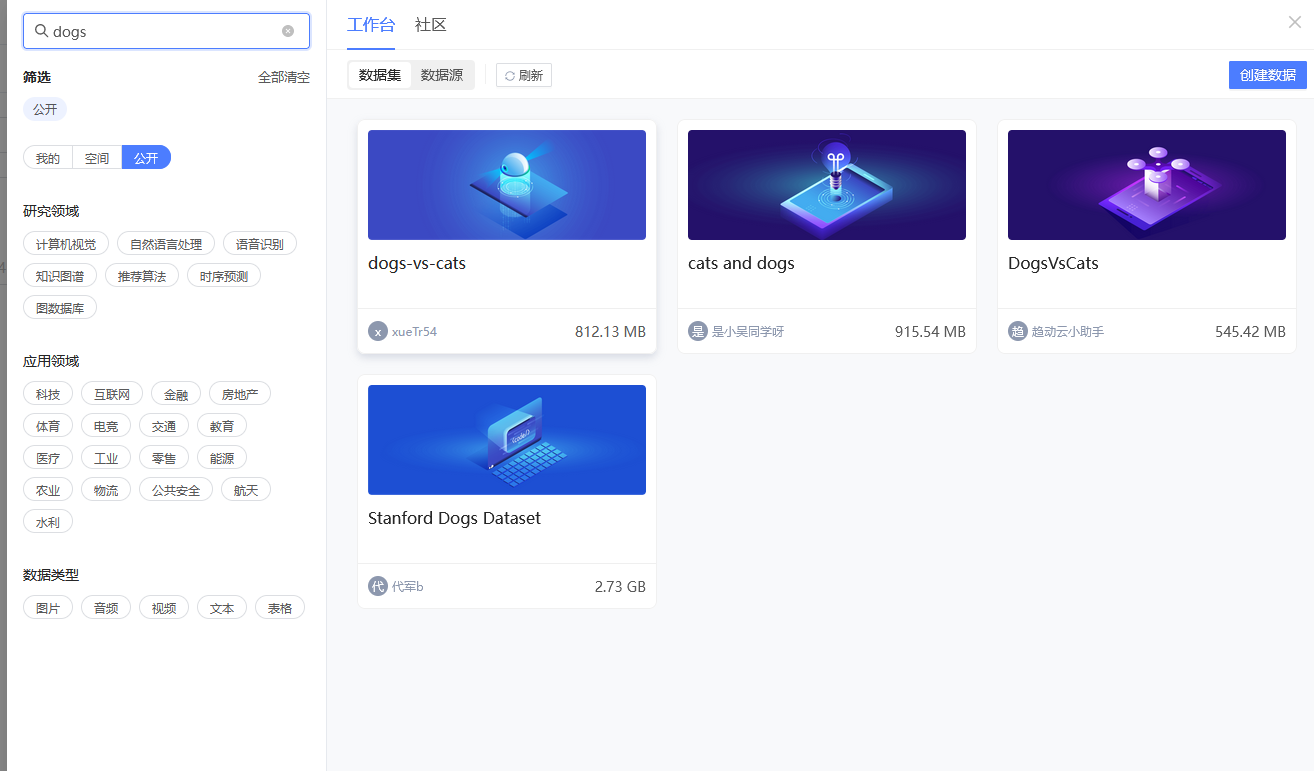 dogs
筛选 全部清空
公开
我的 空间 公开
研究领域
计算机视觉 自然语言处理 语音识别
知识图谱 推荐算法 时序预测
图数据库
应用领域
科技 互联网 金融 房地产
体育 电竞 交通 教育
医疗 工业 零售 能源
农业 物流 公共安全 航天
水利
数据类型
图片 音频 视频 文本 表格
工作台 社区
数据集 数据源 刷新 创建数据
dogs-vs-cats
x xueTr54 812.13 MB
cats and dogs
是 是小吴同学呀 915.54 MB
DogsVsCats
趋 趋动云小助手 545.42 MB
Stanford Dogs Dataset
代 代军b 2.73 GB